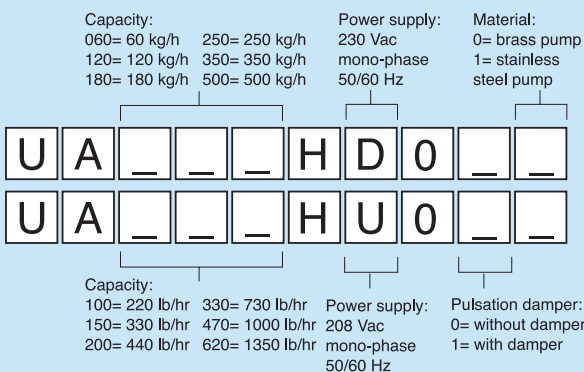 Capacity:
060= 60 kg/h 250= 250 kg/h
120= 120 kg/h 350= 350 kg/h
180= 180 kg/h 500= 500 kg/h
Power supply:
230 Vac
mono-phase
50/60 Hz
Material:
0= brass pump
1= stainless
steel pump
U A _ _ _ H D 0 _ _
U A _ _ _ H U 0 _ _
Capacity:
100= 220 lb/hr 330= 730 lb/hr
150= 330 lb/hr 470= 1000 lb/hr
200= 440 lb/hr 620= 1350 lb/hr
Power supply:
208 Vac
mono-phase
50/60 Hz
Pulsation damper:
0= without damper
1= with damper